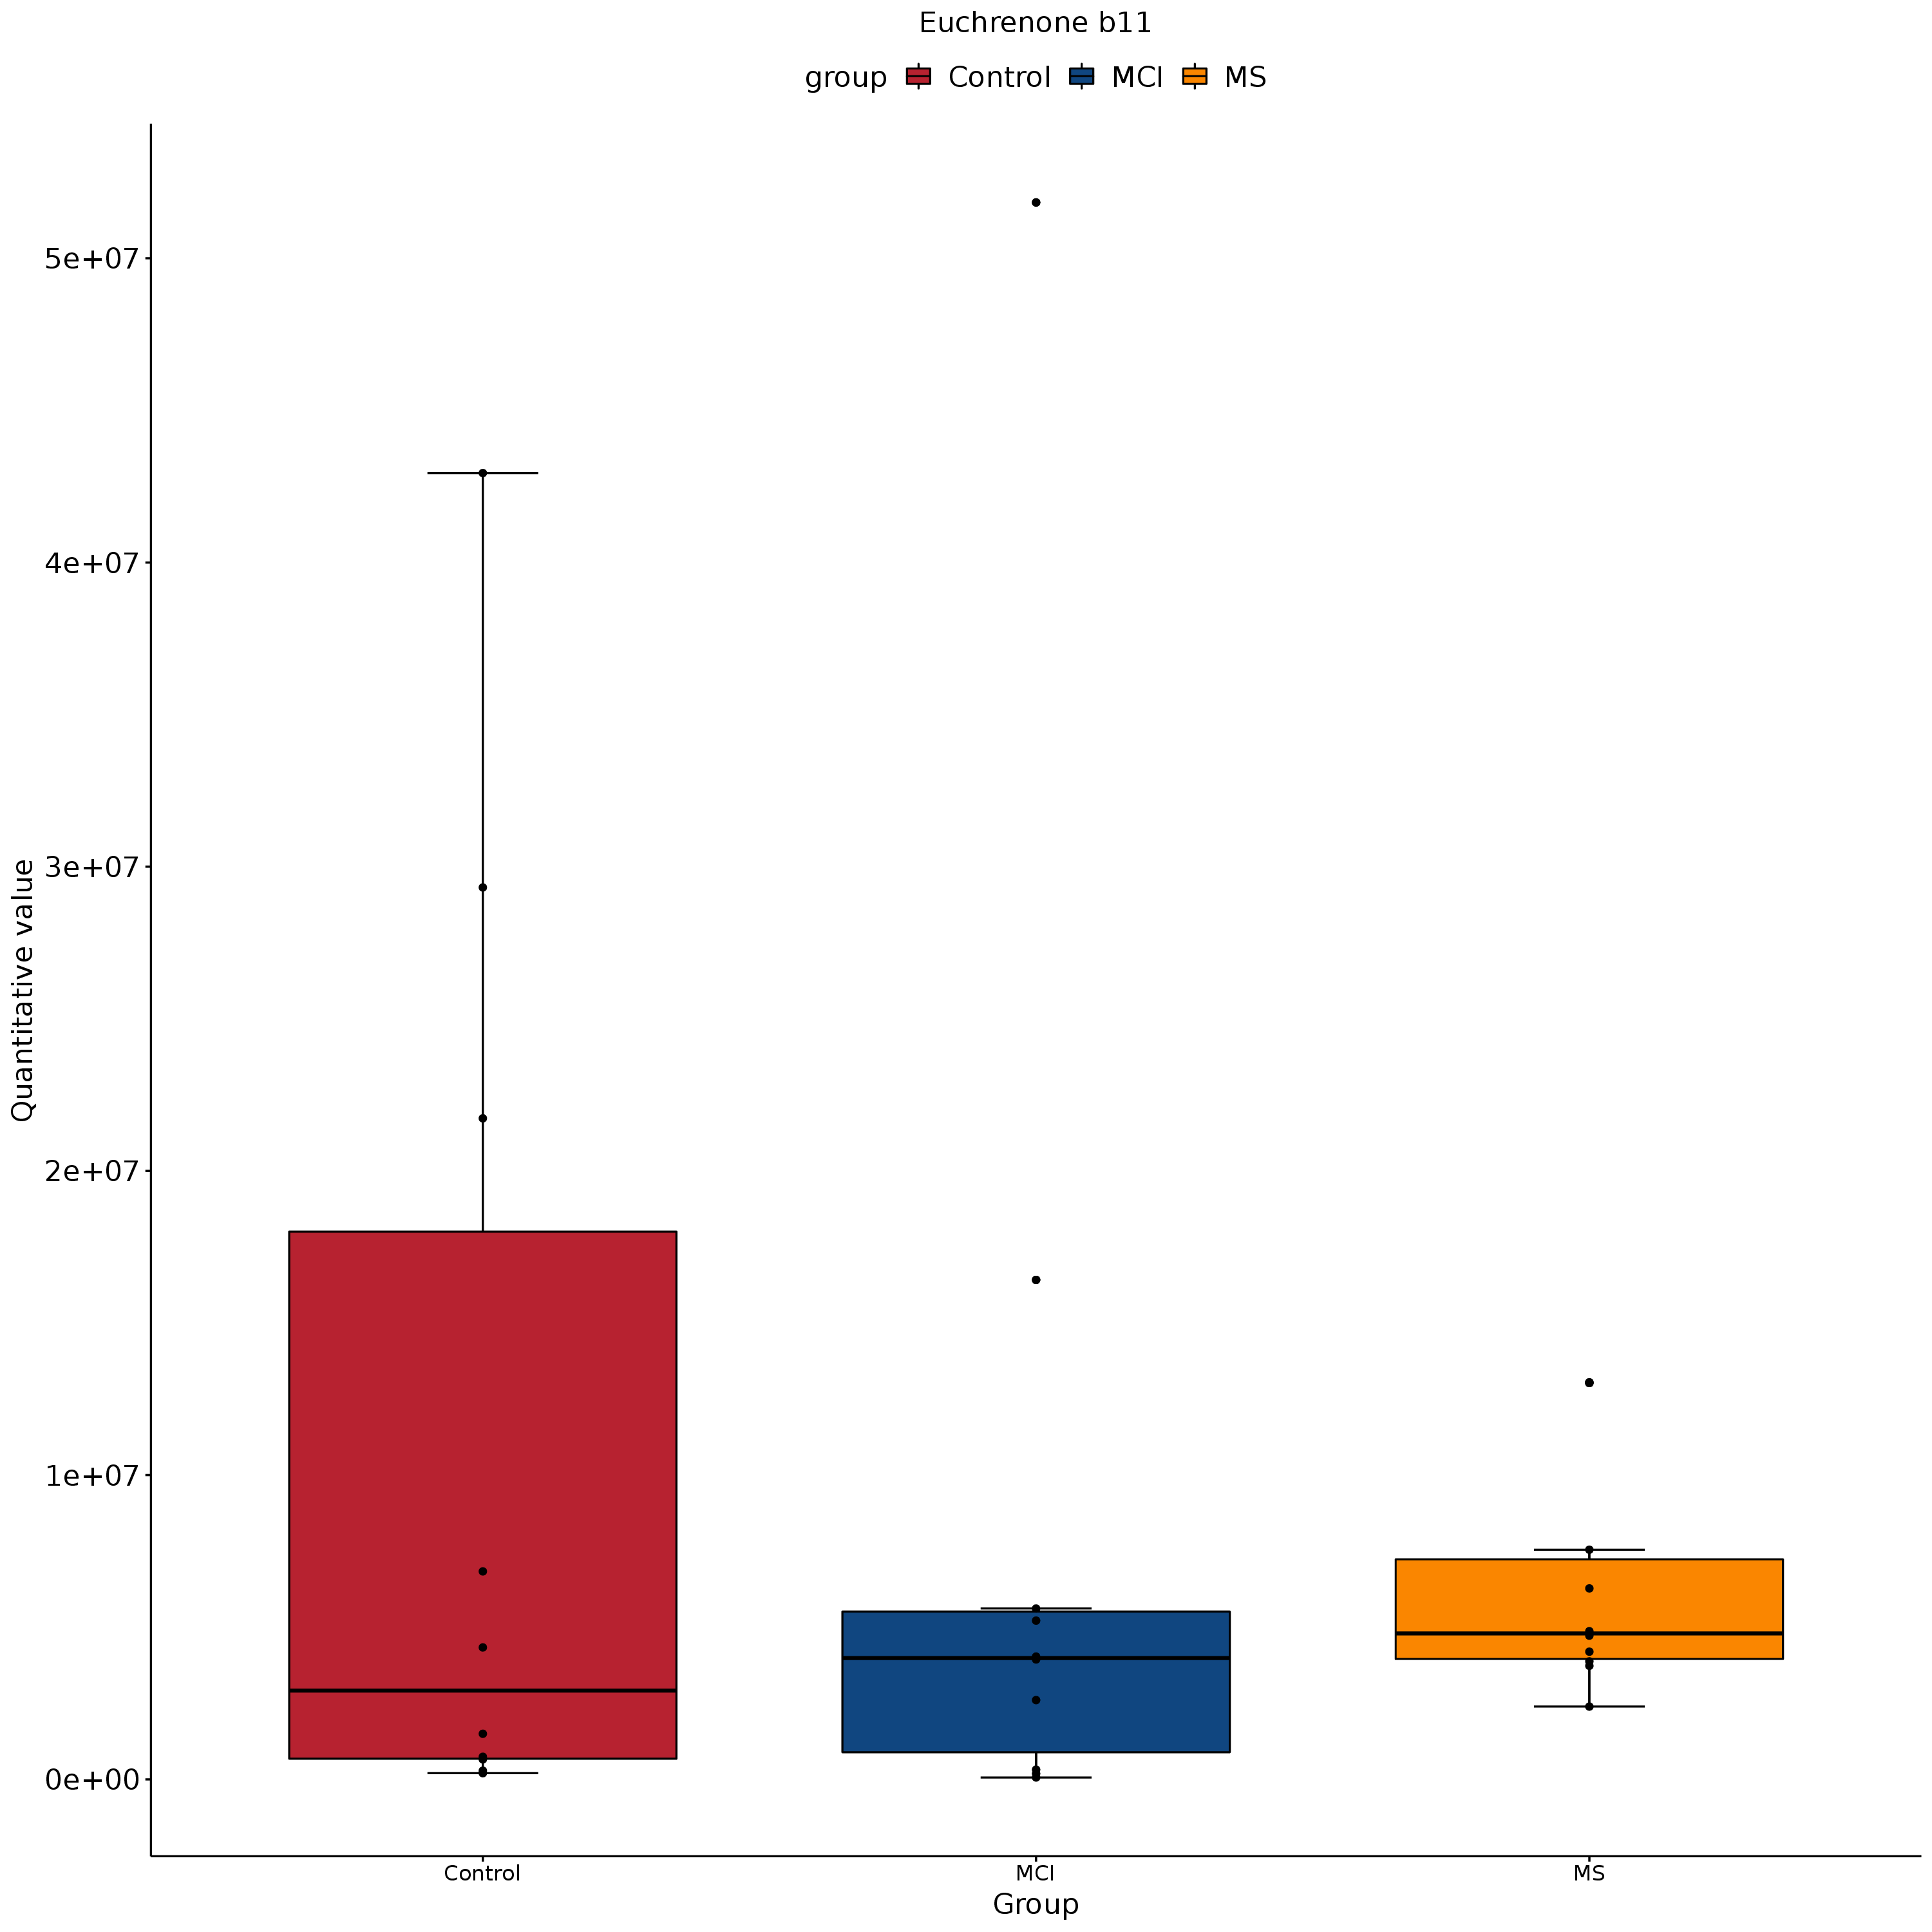 Euchrenone b11
group Control MCI MS
Quantitative value
5e+07
4e+07
3e+07
2e+07
1e+07
0e+00
Control MCI MS
Group